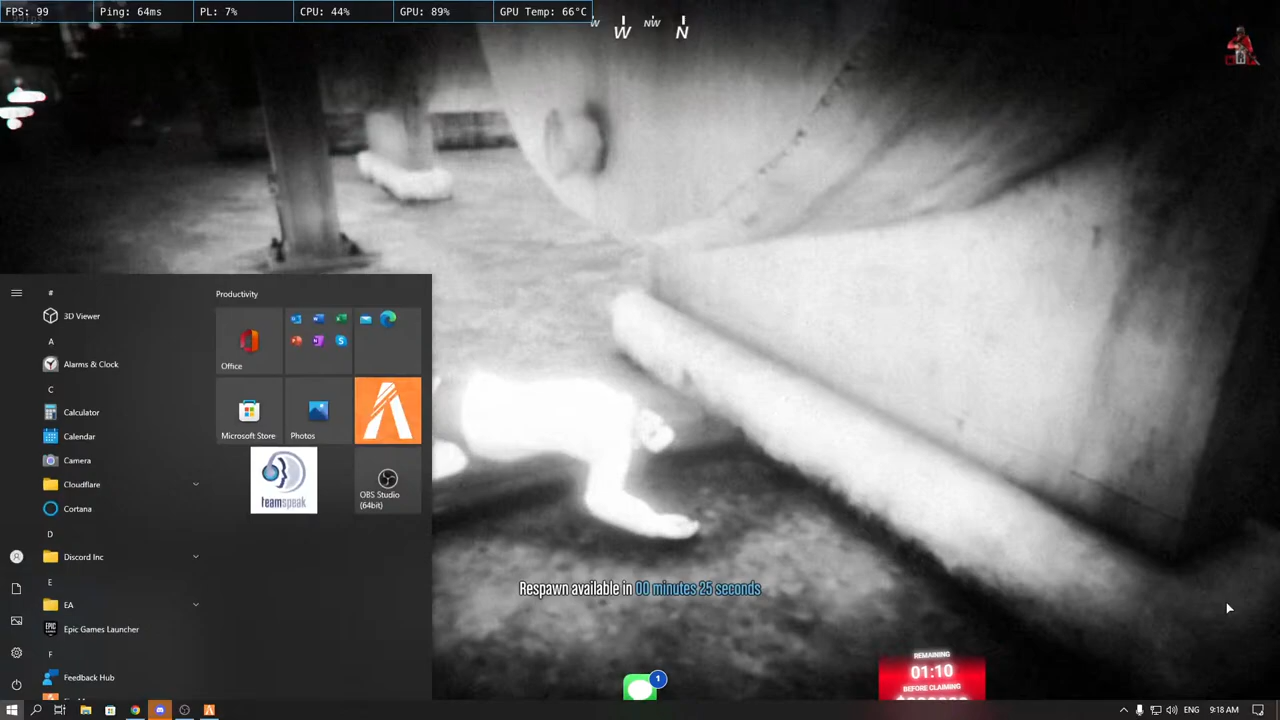 FPS: 99
Ping: 64ms
PL: 7%
CPU: 44%
GPU: 89%
GPU Temp: 66°C
W
W
NW
N
#
Productivity
3D Viewer
A
Alarms & Clock
Office
C
Calculator
Calendar
Microsoft Store
Photos
Camera
Cloudflare
Cortana
teamspeak
OBS Studio
(64bit)
D
Discord Inc
E
EA
Epic Games Launcher
F
Feedback Hub
Respawn available in 00 minutes 25 seconds
REMAINING
01:10
BEFORE CLAIMING
1
ENG
9:18 AM